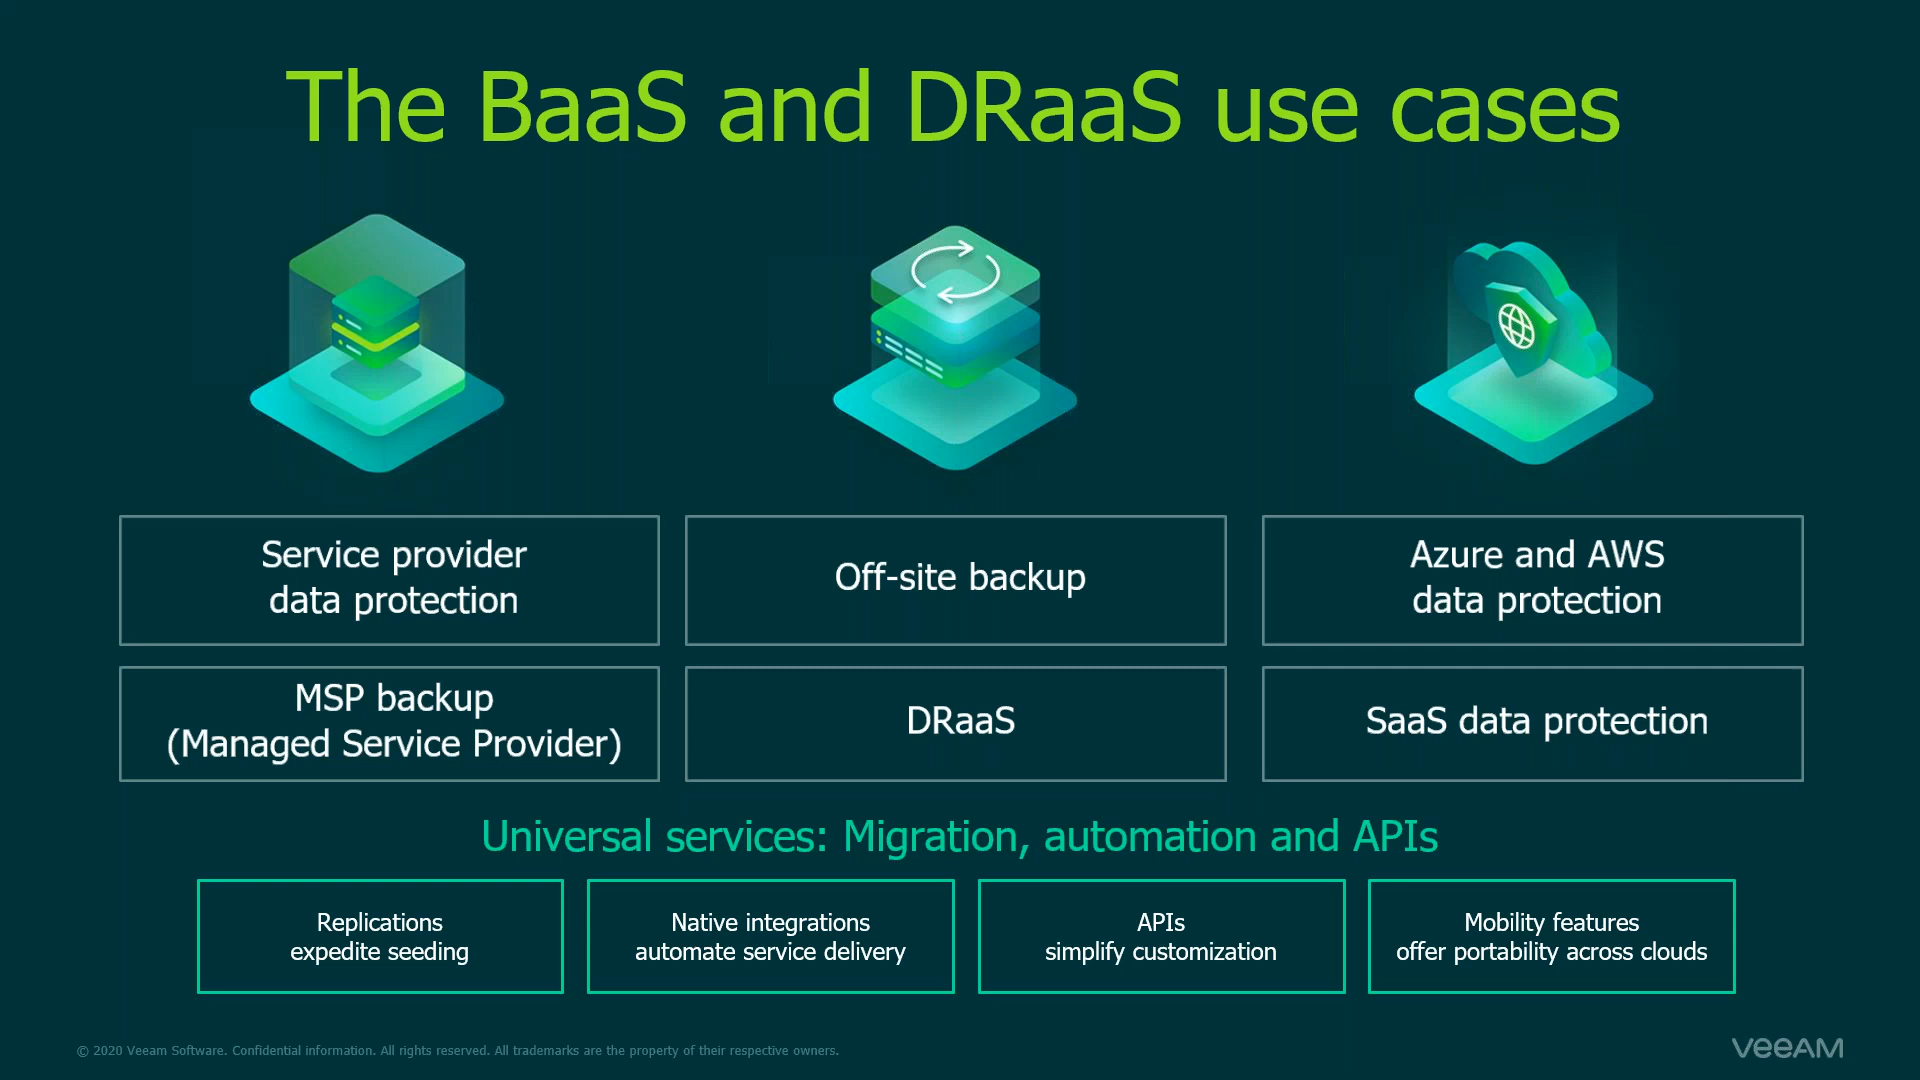 The BaaS and DRaaS use cases
Service provider
data protection
Off-site backup
Azure and AWS
data protection
MSP backup
(Managed Service Provider)
DRaaS
SaaS data protection
Universal services: Migration, automation and APIs
Replications
expedite seeding
Native integrations
automate service delivery
APIs
simplify customization
Mobility features
offer portability across clouds
© 2020 Veeam Software. Confidential information. All rights reserved. All trademarks are the property of their respective owners.
VEEAM